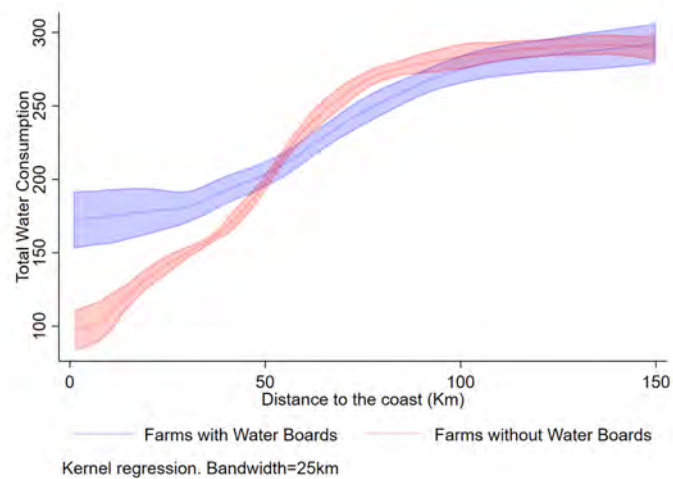 Total Water Consumption
300
250
200
150
100
0
50
100
150
Distance to the coast (Km)
Farms with Water Boards
Farms without Water Boards
Kernel regression. Bandwidth=25km